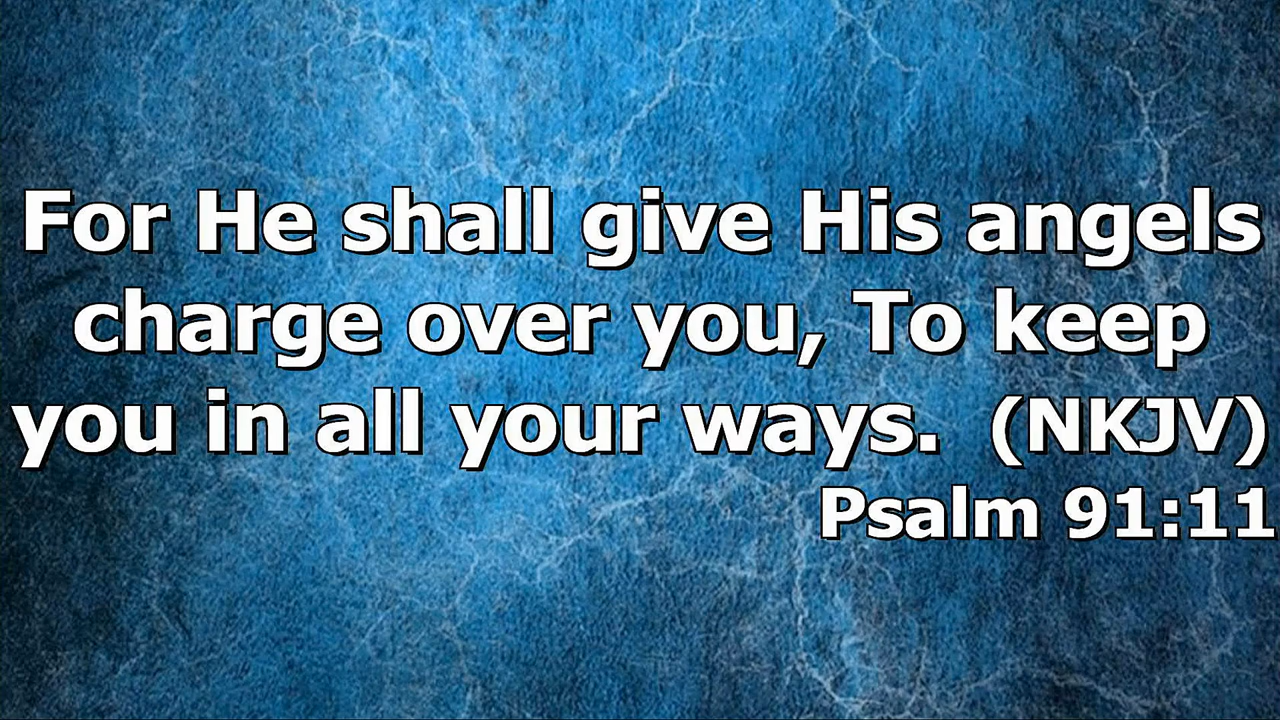 For He shall give His angels
charge over you, To keep
you in all your ways.  (NKJV)
Psalm 91:11